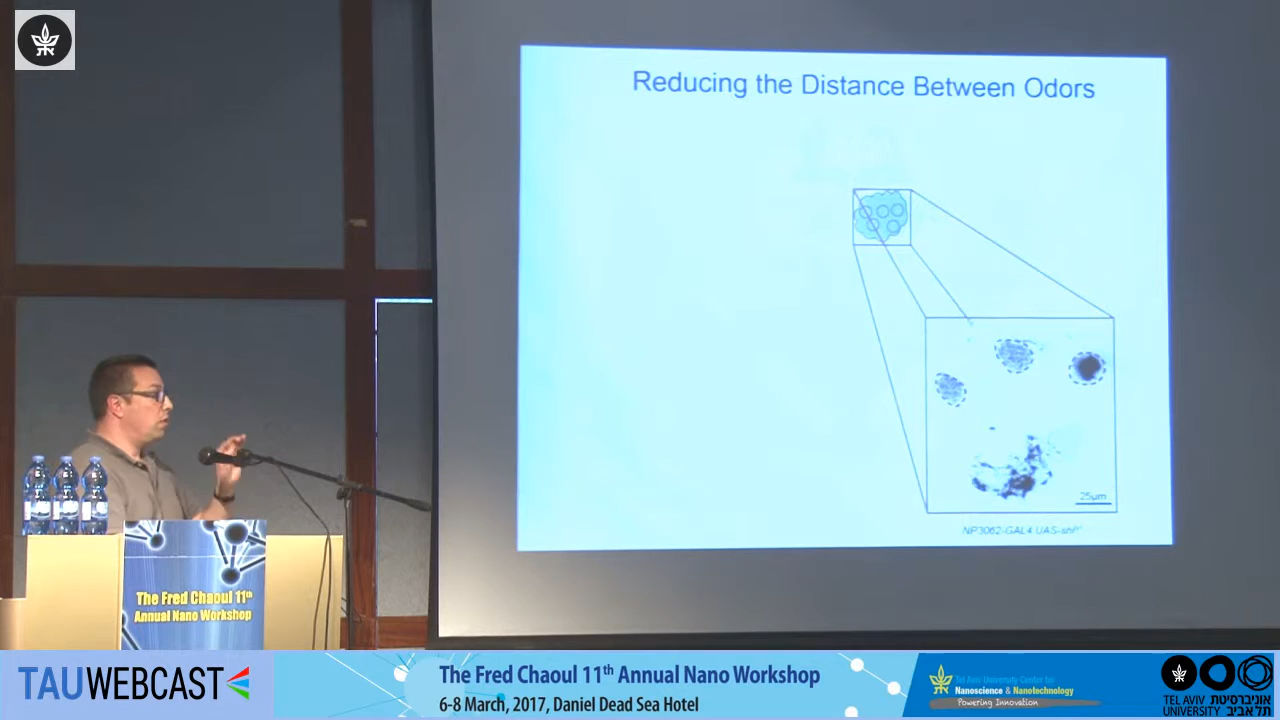 Reducing the Distance Between Odors
25µm
NP3062-GAL4 UAS-shi
The Fred Chaoul 11th
Annual Nano Workshop
TAUWEBCAST
The Fred Chaoul 11th Annual Nano Workshop
6-8 March, 2017, Daniel Dead Sea Hotel
Tel Aviv University Center for
Nanoscience & Nanotechnology
Powering Innovation
TEL AVIV אוניברסיטת
UNIVERSITY תל אביב